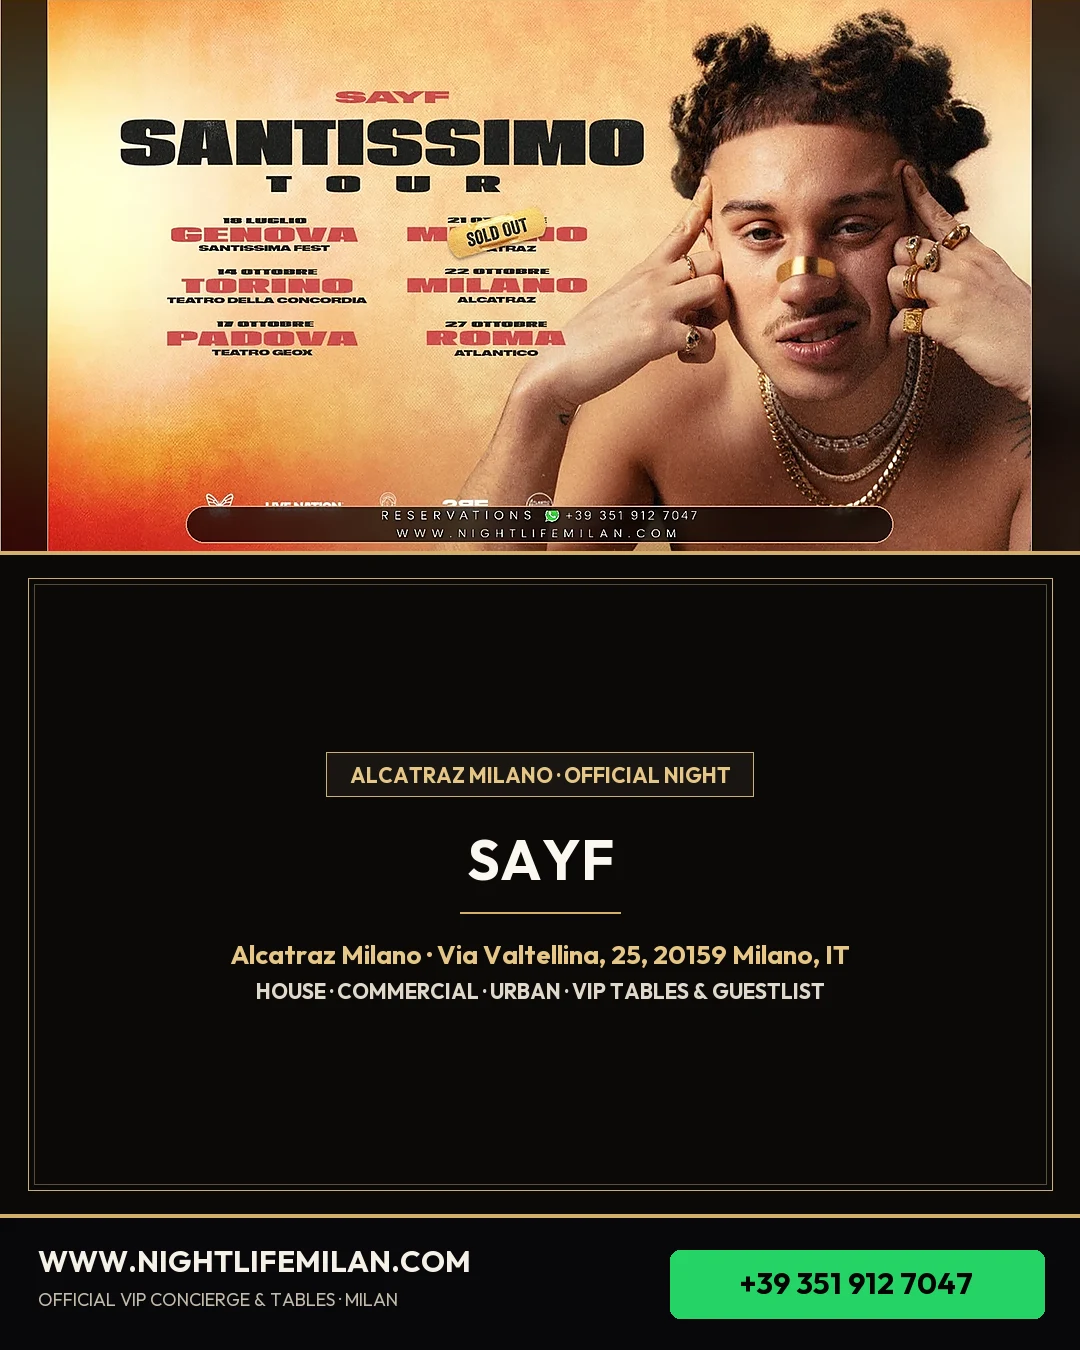 SAYF
SANTISSIMO
TOUR
18 LUGLIO
GENOVA
SANTISSIMA FEST
14 OTTOBRE
TORINO
TEATRO DELLA CONCORDIA
17 OTTOBRE
PADOVA
TEATRO GEOX
21
SOLD OUT
22 OTTOBRE
MILANO
ALCATRAZ
27 OTTOBRE
ROMA
ATLANTICO
LIVE NATION
RESERVATIONS +39 351 912 7047
WWW.NIGHTLIFEMILAN.COM
ALCATRAZ MILANO · OFFICIAL NIGHT
SAYF
Alcatraz Milano · Via Valtellina, 25, 20159 Milano, IT
HOUSE · COMMERCIAL · URBAN · VIP TABLES & GUESTLIST
WWW.NIGHTLIFEMILAN.COM
OFFICIAL VIP CONCIERGE & TABLES · MILAN
+39 351 912 7047